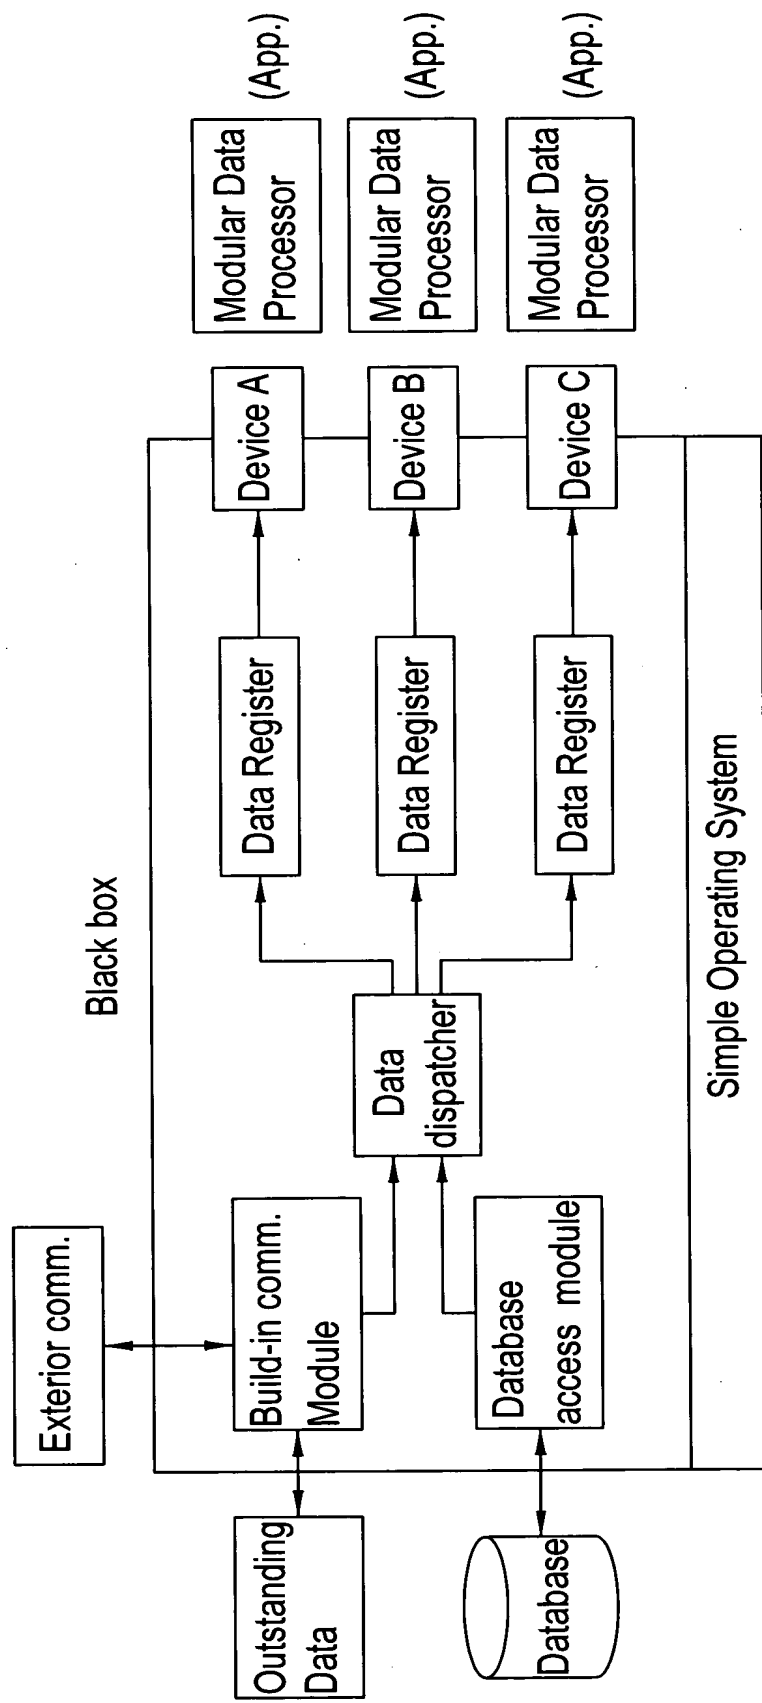 Black box
Exterior comm.
Outstanding
Data
Build-in comm.
Module
Database
Database
access module
Data
dispatcher
Data Register
Data Register
Data Register
Device A
Device B
Device C
Modular Data
Processor
(App.)
Modular Data
Processor
(App.)
Modular Data
Processor
(App.)
Simple Operating System